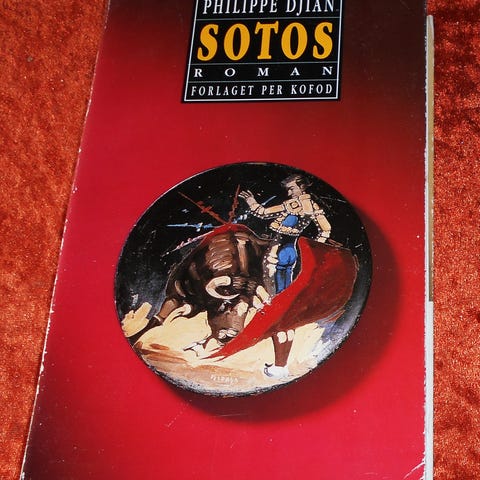 PHILIPPE DJIAN
SOTOS
ROMAN
FORLAGET PER KOFOD